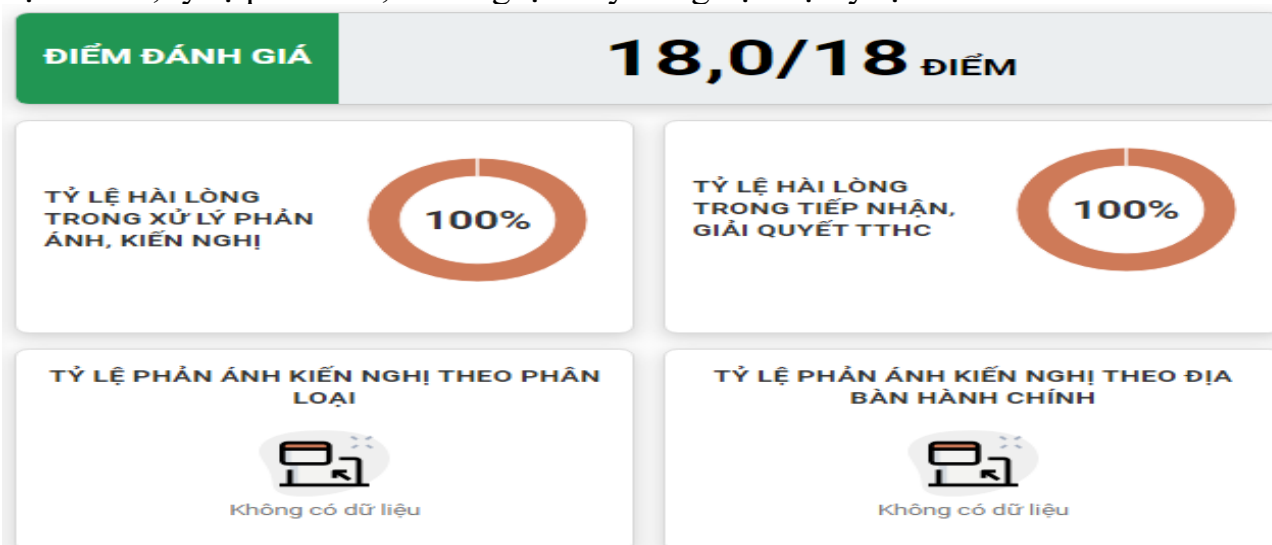 ĐIỂM ĐÁNH GIÁ
18,0/18 ĐIỂM
TỶ LỆ HÀI LÒNG
TRONG XỬ LÝ PHẢN
ÁNH, KIẾN NGHỊ
100%
TỶ LỆ HÀI LÒNG
TRONG TIẾP NHẬN,
GIẢI QUYẾT TTHC
100%
TỶ LỆ PHẢN ÁNH KIẾN NGHỊ THEO PHÂN
LOẠI
Không có dữ liệu
TỶ LỆ PHẢN ÁNH KIẾN NGHỊ THEO ĐỊA
BÀN HÀNH CHÍNH
Không có dữ liệu